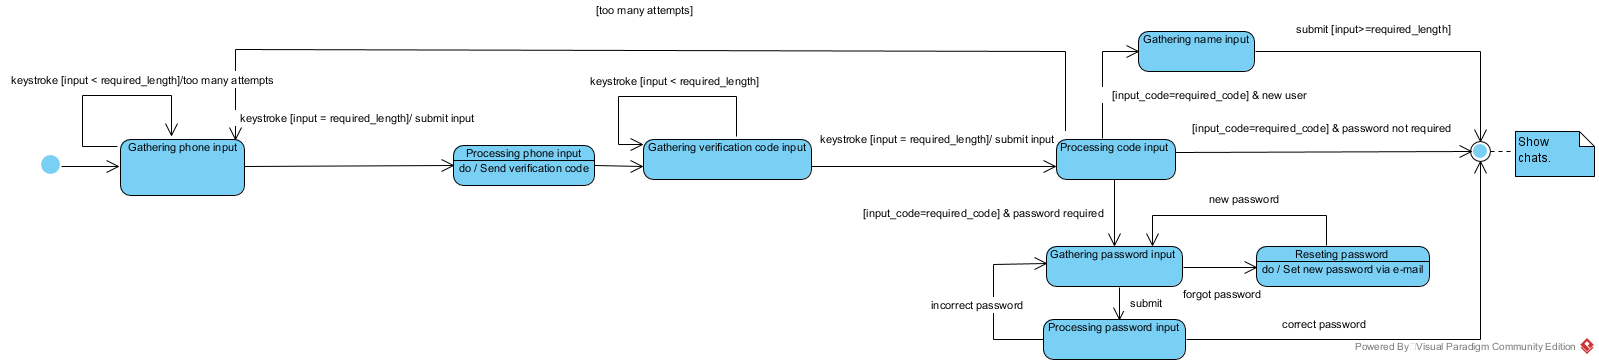 [too many attempts]
Gathering name input
submit [input>=required_length]
keystroke [input < required_length]/too many attempts
keystroke [input < required_length]
[input_code=required_code] & new user
keystroke [input = required_length]/ submit input
keystroke [input = required_length]/ submit input
[input_code=required_code] & password not required
Gathering phone input
Processing phone input
do / Send verification code
Gathering verification code input
Processing code input
Show
chats.
new password
[input_code=required_code] & password required
Gathering password input
Reseting password
do / Set new password via e-mail
forgot password
incorrect password
submit
Processing password input
correct password
Powered By Visual Paradigm Community Edition